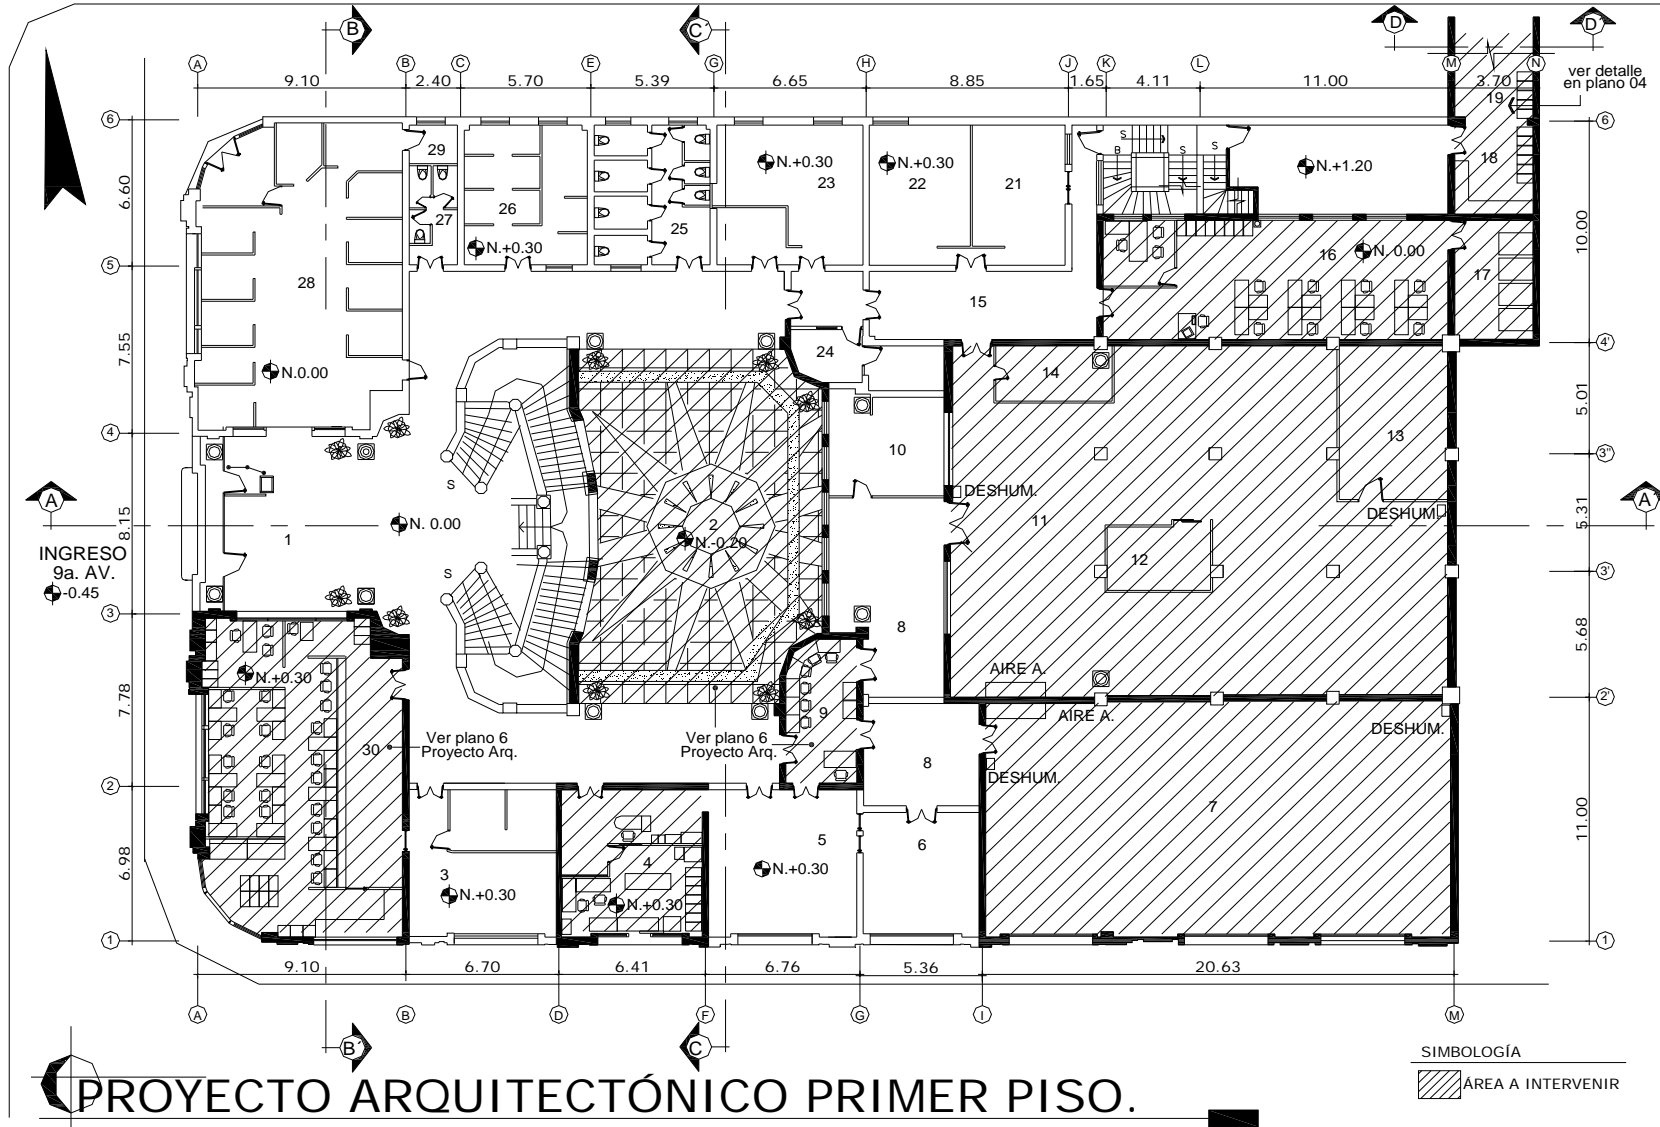 B
C´
D
D´
A
B
C
E
G
H
J
K
L
M
N
9.10
2.40
5.70
5.39
6.65
8.85
1.65
4.11
11.00
3.70
ver detalle
en plano 04
19
6
6
29
S
B
S
S
N.+0.30
23
N.+0.30
22
21
N.+1.20
18
6.60
27
26
25
N.+0.30
10.00
16
N. 0.00
17
5
28
15
7.55
4'
24
14
N.0.00
5.01
4
13
3"
10
S
DESHUM.
A
A´
8.15
N. 0.00
2
N.-0.20
11
DESHUM.
5.31
1
INGRESO
9a. AV.
-0.45
12
S
3'
3
8
5.68
N.+0.30
AIRE A.
7.78
2'
9
AIRE A.
DESHUM.
30
Ver plano 6
Proyecto Arq.
Ver plano 6
Proyecto Arq.
8
DESHUM.
2
7
11.00
5
6
6.98
4
3
N.+0.30
N.+0.30
N.+0.30
1
1
9.10
6.70
6.41
6.76
5.36
20.63
A
B
D
F
G
I
M
B´
C
SIMBOLOGÍA
ÁREA A INTERVENIR
PROYECTO ARQUITECTÓNICO PRIMER PISO.